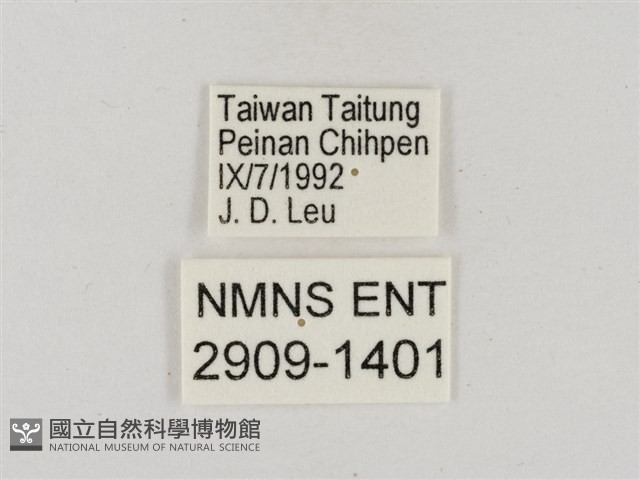 Taiwan Taitung
Peinan Chihpen
IX/7/1992
J. D. Leu
NMNS ENT
2909-1401
國立自然科學博物館
NATIONAL MUSEUM OF NATURAL SCIENCE